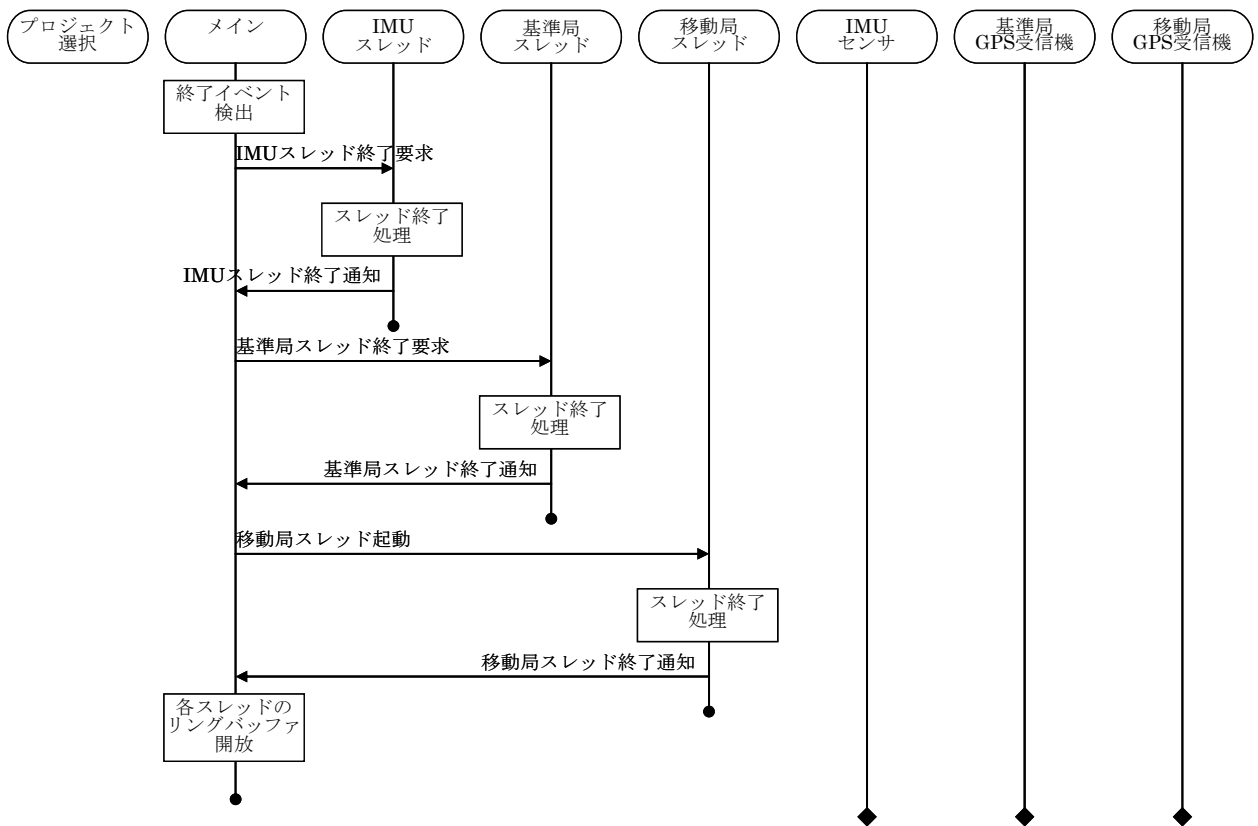 プロジェクト
選択
メイン
IMU
スレッド
基準局
スレッド
移動局
スレッド
IMU
センサ
基準局
GPS受信機
移動局
GPS受信機
終了イベント
検出
IMUスレッド終了要求
スレッド終了
処理
IMUスレッド終了通知
基準局スレッド終了要求
スレッド終了
処理
基準局スレッド終了通知
移動局スレッド起動
スレッド終了
処理
移動局スレッド終了通知
各スレッドの
リングバッファ
開放